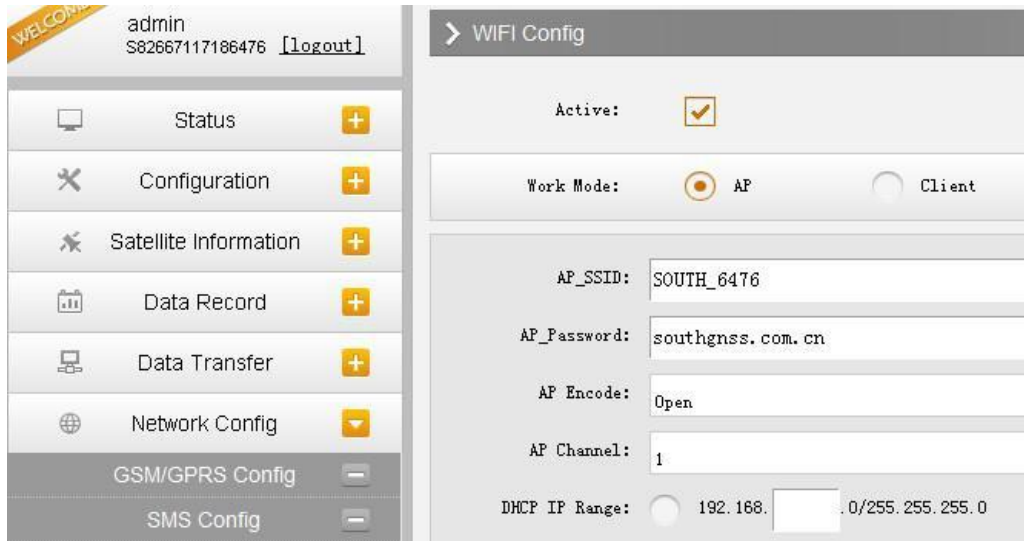 WELCOME
admin
S82667117186476 [logout]
Status
Configuration
Satellite Information
Data Record
Data Transfer
Network Config
GSM/GPRS Config
SMS Config
WIFI Config
Active:
Work Mode: AP Client
AP_SSID: SOUTH_6476
AP_Password: southgnss.com.cn
AP Encode: Open
AP Channel: 1
DHCP IP Range: 192.168. .0/255.255.255.0